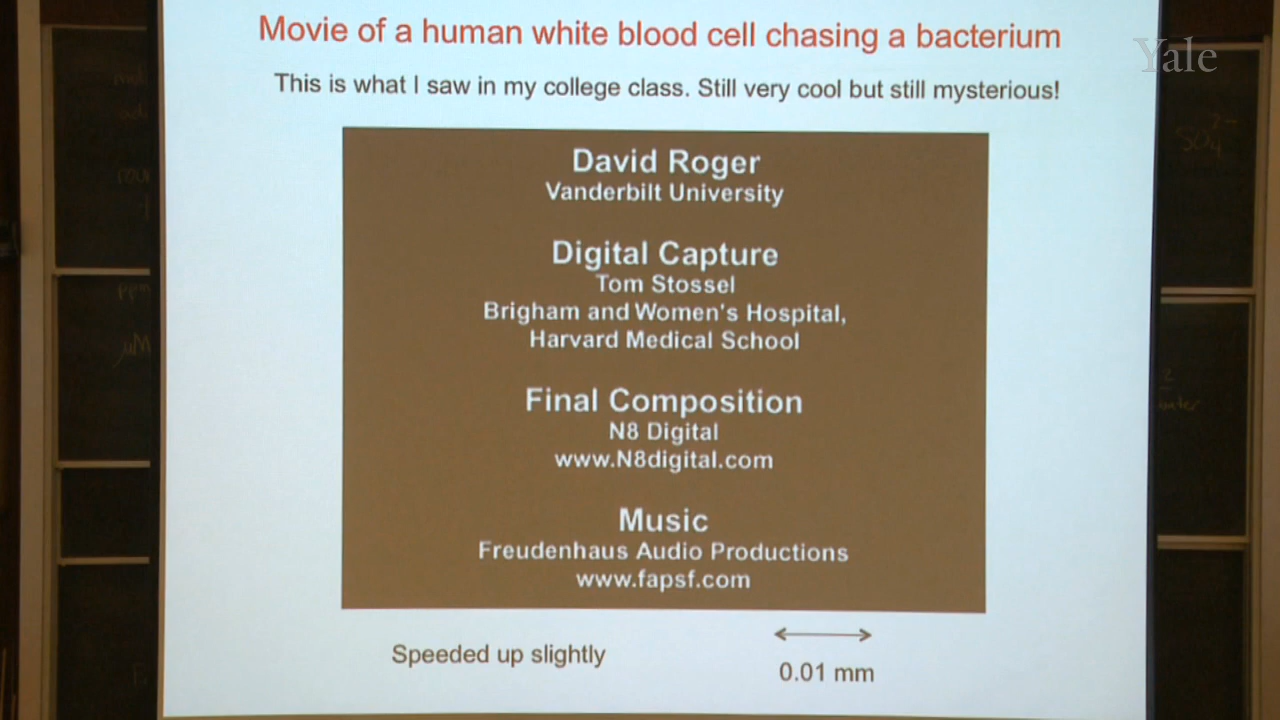 Movie of a human white blood cell chasing a bacterium
Yale
This is what I saw in my college class. Still very cool but still mysterious!
David Roger
Vanderbilt University
Digital Capture
Tom Stossel
Brigham and Women's Hospital,
Harvard Medical School
Final Composition
N8 Digital
www.N8digital.com
Music
Freudenhaus Audio Productions
www.fapsf.com
Speeded up slightly
0.01 mm
SO₄²⁻
ppm
μM